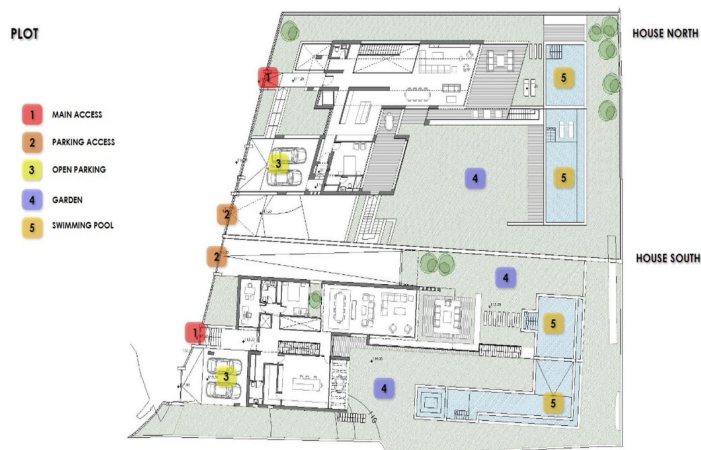 PLOT
HOUSE NORTH
1 MAIN ACCESS
2 PARKING ACCESS
3 OPEN PARKING
4 GARDEN
5 SWIMMING POOL
1
5
3
4
5
2
2
HOUSE SOUTH
4
1
5
3
4
5